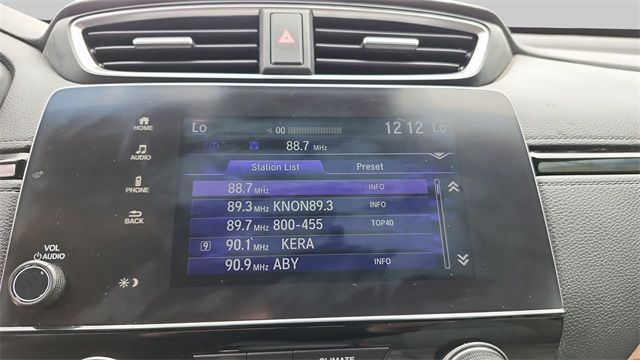 HOME
AUDIO
PHONE
BACK
VOL
AUDIO
Lo 00 12 12 Lo
88.7 MHz
Station List Preset
88.7 MHz INFO
89.3 MHz KNON89.3 INFO
89.7 MHz 800-455 TOP40
9 90.1 MHz KERA
90.9 MHz ABY INFO
CLIMATE